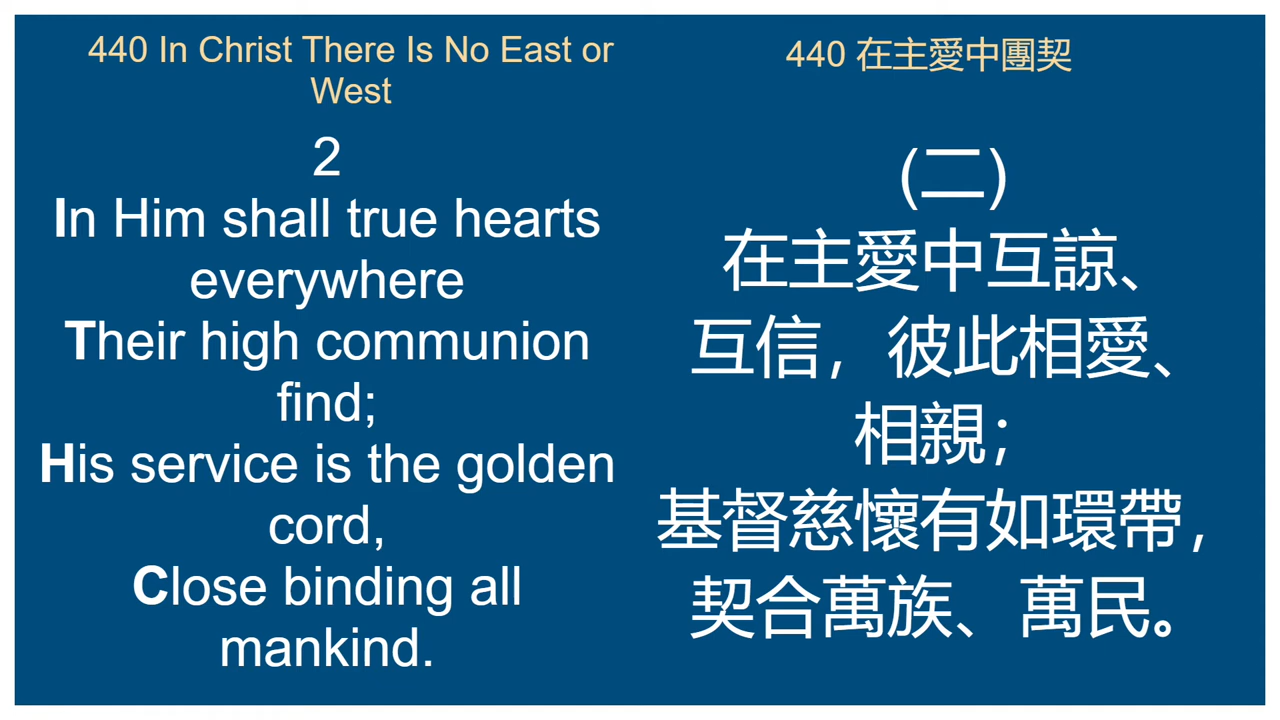 440 In Christ There Is No East or
West
2
In Him shall true hearts
everywhere
Their high communion
find;
His service is the golden
cord,
Close binding all
mankind.
440 在主愛中團契
(二)
在主愛中互諒、
互信，彼此相愛、
相親；
基督慈懷有如環帶，
契合萬族、萬民。